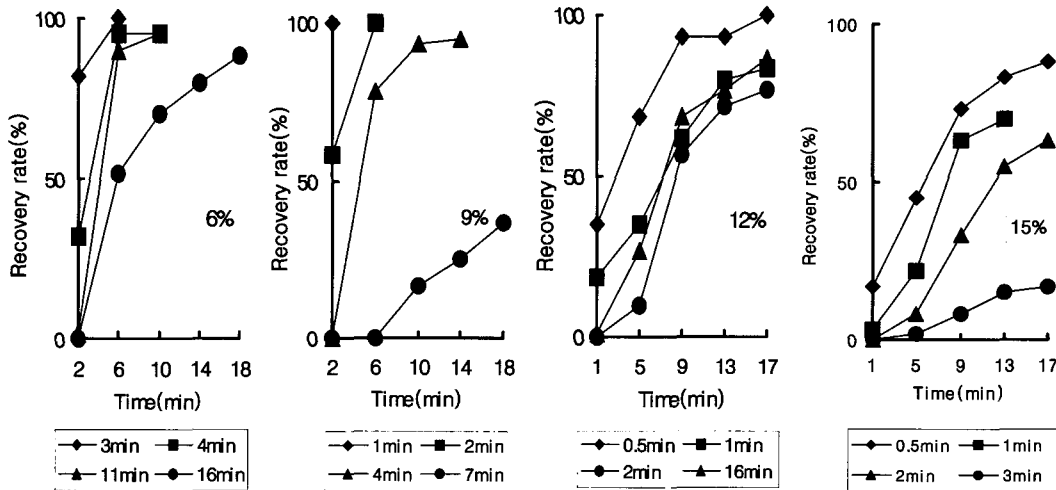 Recovery rate(%)
100
50
0
6%
2 6 10 14 18
Time(min)
3min 4min
11min 16min
Recovery rate(%)
100
50
0
9%
2 6 10 14 18
Time(min)
1min 2min
4min 7min
Recovery rate(%)
100
50
0
12%
1 5 9 13 17
Time(min)
0.5min 1min
2min 16min
Recovery rate(%)
100
50
0
15%
1 5 9 13 17
Time(min)
0.5min 1min
2min 3min